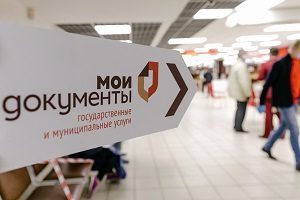 мои
документы
государственные
и муниципальные услуги